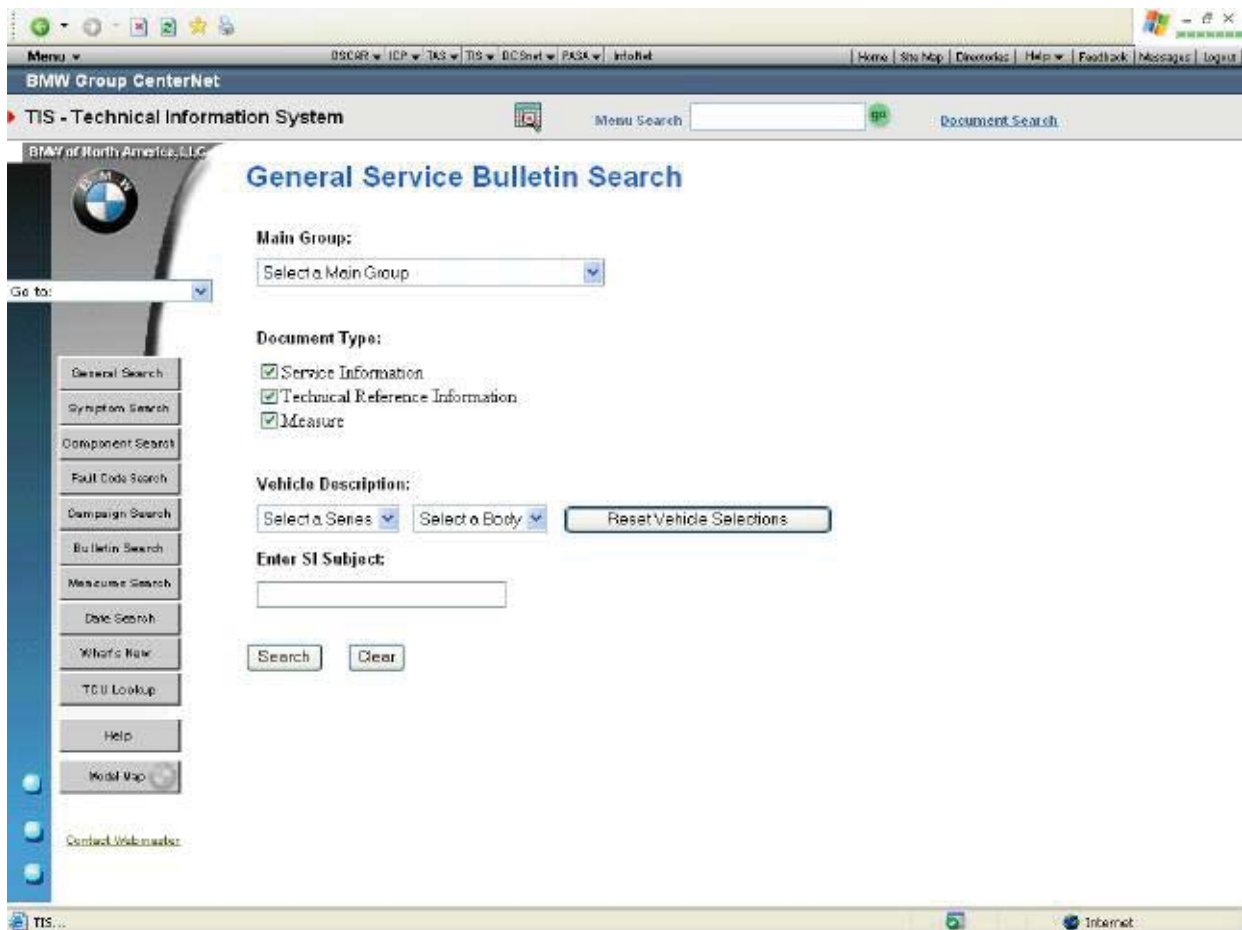 Menu
OSCAR ICP TAS TIS DCSnet PASA InfoNet | Home | Site Map | Directories | Help | Feedback | Messages | Logout
BMW Group CenterNet
TIS - Technical Information System
Menu Search
go
Document Search
BMW of North America, LLC
BMW
General Service Bulletin Search
Main Group:
Select a Main Group
Go to:
Document Type:
Service Information
Technical Reference Information
Measure
General Search
Symptom Search
Component Search
Fault Code Search
Campaign Search
Bulletin Search
Measures Search
Date Search
What's New
TCU Lookup
Help
Model Map
Contact Webmaster
Vehicle Description:
Select a Series Select a Body Reset Vehicle Selections
Enter SI Subject:
Search Clear
TIS...
Internet